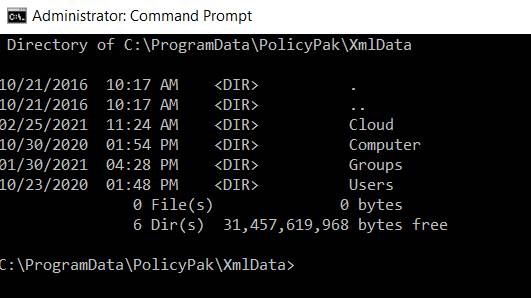 Administrator: Command Prompt
Directory of C:\ProgramData\PolicyPak\XmlData
10/21/2016 10:17 AM <DIR> .
10/21/2016 10:17 AM <DIR> ..
02/25/2021 11:24 AM <DIR> Cloud
10/30/2020 01:54 PM <DIR> Computer
01/30/2021 04:28 PM <DIR> Groups
10/23/2020 01:48 PM <DIR> Users
0 File(s) 0 bytes
6 Dir(s) 31,457,619,968 bytes free
C:\ProgramData\PolicyPak\XmlData>